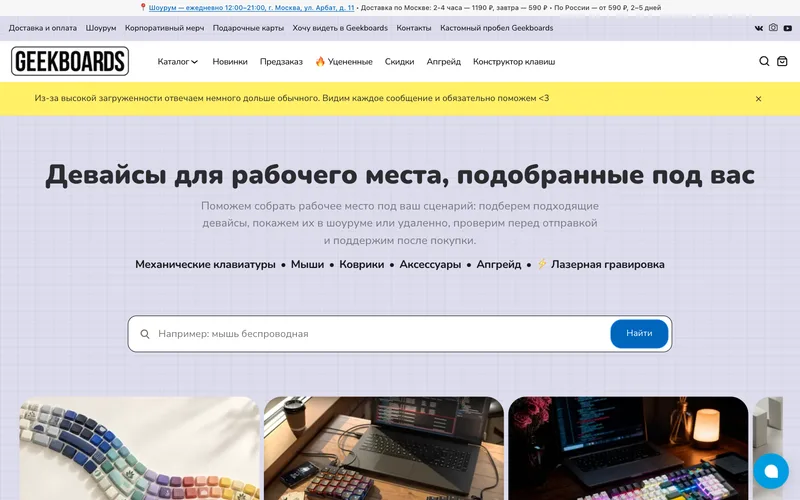 Шоурум — ежедневно 12:00–21:00, г. Москва, ул. Арбат, д. 11 • Доставка по Москве: 2–4 часа — 1190 ₽, завтра — 590 ₽ • По России — от 590 ₽, 2–5 дней
Доставка и оплата Шоурум Корпоративный мерч Подарочные карты Хочу видеть в Geekboards Контакты Кастомный пробел Geekboards
GEEKBOARDS Каталог Новинки Предзаказ 🔥 Уцененные Скидки Апгрейд Конструктор клавиш
Из-за высокой загруженности отвечаем немного дольше обычного. Видим каждое сообщение и обязательно поможем <3
Девайсы для рабочего места, подобранные под вас
Поможем собрать рабочее место под ваш сценарий: подберем подходящие
девайсы, покажем их в шоуруме или удаленно, проверим перед отправкой
и поддержим после покупки.
Механические клавиатуры • Мыши • Коврики • Аксессуары • Апгрейд • ⚡ Лазерная гравировка
Например: мышь беспроводная Найти